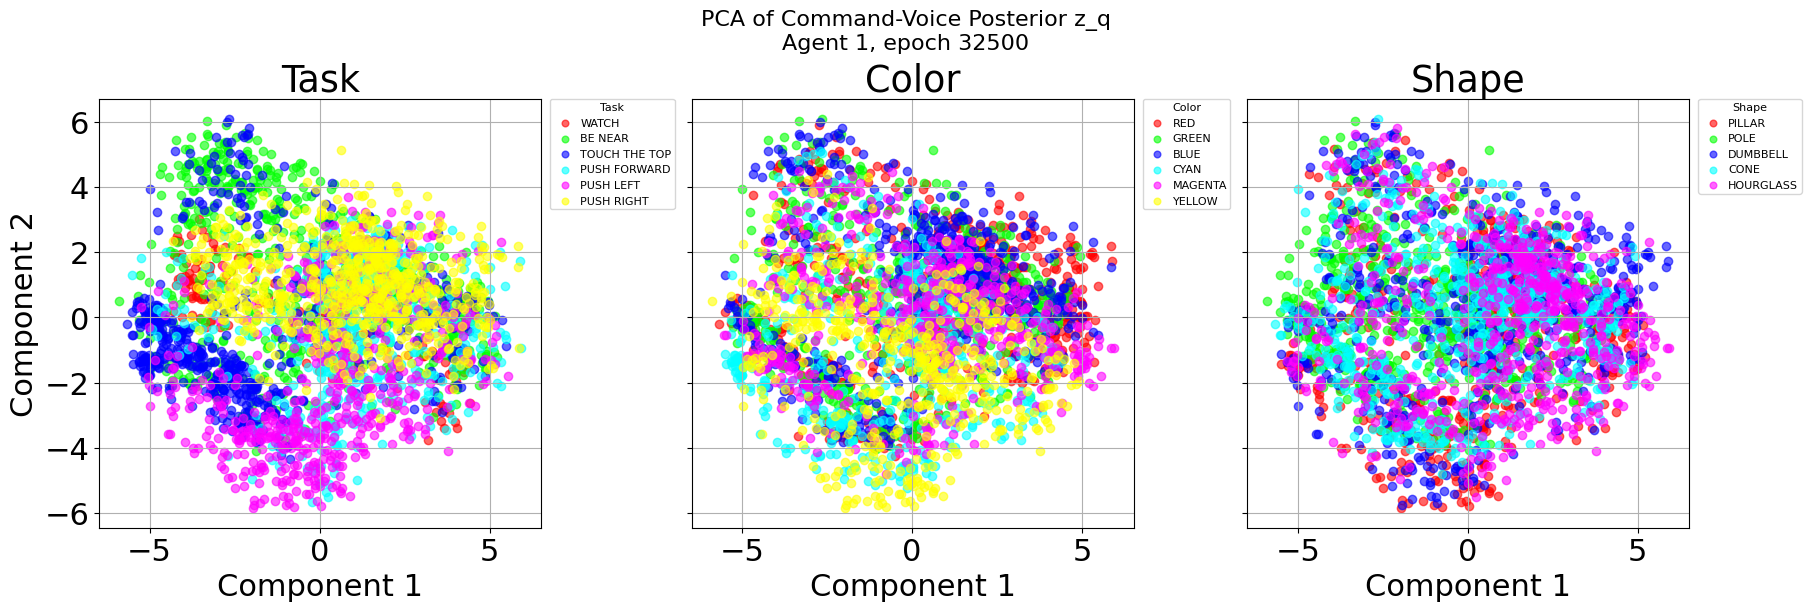 PCA of Command-Voice Posterior z_q
Agent 1, epoch 32500
Task
Color
Shape
Component 2
6
4
2
0
−2
−4
−6
−5 0 5
Component 1
Task
WATCH
BE NEAR
TOUCH THE TOP
PUSH FORWARD
PUSH LEFT
PUSH RIGHT
−5 0 5
Component 1
Color
RED
GREEN
BLUE
CYAN
MAGENTA
YELLOW
−5 0 5
Component 1
Shape
PILLAR
POLE
DUMBBELL
CONE
HOURGLASS